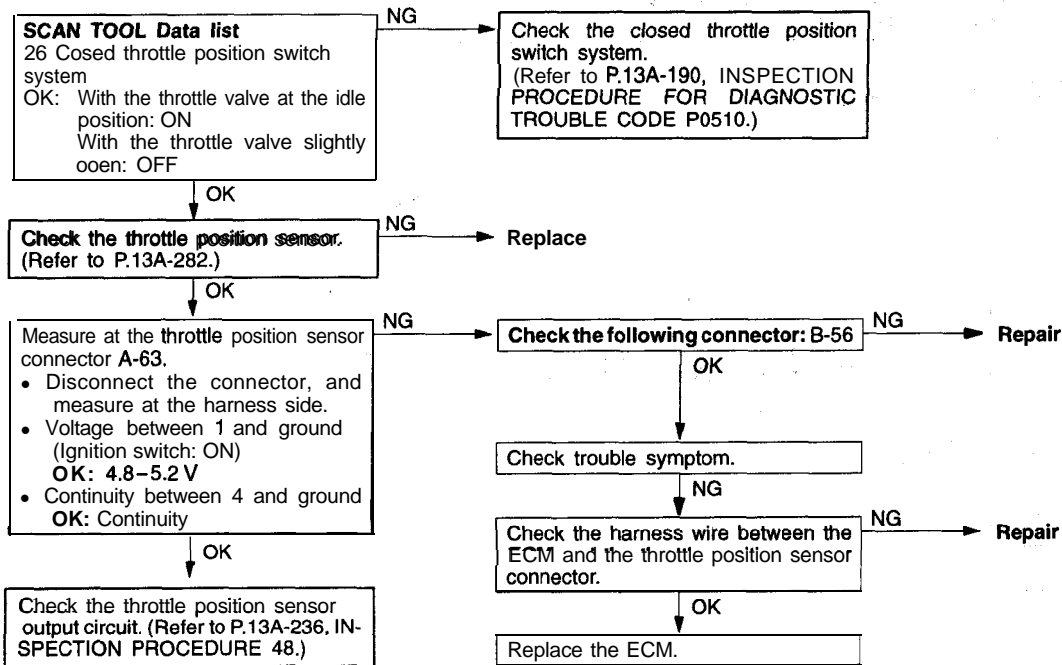 SCAN TOOL Data list
26 Cosed throttle position switch
system
OK: With the throttle valve at the idle
position: ON
With the throttle valve slightly
ooen: OFF
NG
Check the closed throttle position
switch system.
(Refer to P.13A-190, INSPECTION
PROCEDURE FOR DIAGNOSTIC
TROUBLE CODE P0510.)
OK
Check the throttle position sensor.
(Refer to P.13A-282.)
NG
Replace
OK
Measure at the throttle position sensor
connector A-63.
• Disconnect the connector, and
measure at the harness side.
• Voltage between 1 and ground
(Ignition switch: ON)
OK: 4.8–5.2 V
• Continuity between 4 and ground
OK: Continuity
NG
Check the following connector: B-56
NG
Repair
OK
Check trouble symptom.
NG
Check the harness wire between the
ECM and the throttle position sensor
connector.
NG
Repair
OK
Replace the ECM.
OK
Check the throttle position sensor
output circuit. (Refer to P.13A-236, IN-
SPECTION PROCEDURE 48.)